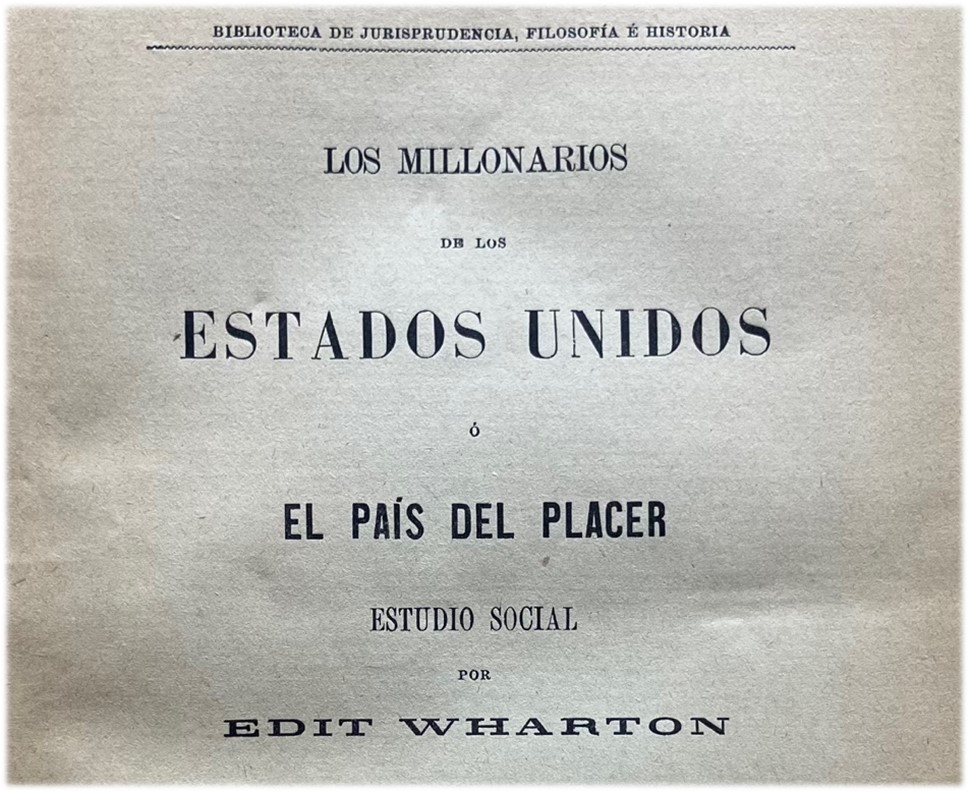 BIBLIOTECA DE JURISPRUDENCIA, FILOSOFÍA É HISTORIA
LOS MILLONARIOS
DE LOS
ESTADOS UNIDOS
Ó
EL PAÍS DEL PLACER
ESTUDIO SOCIAL
POR
EDIT WHARTON